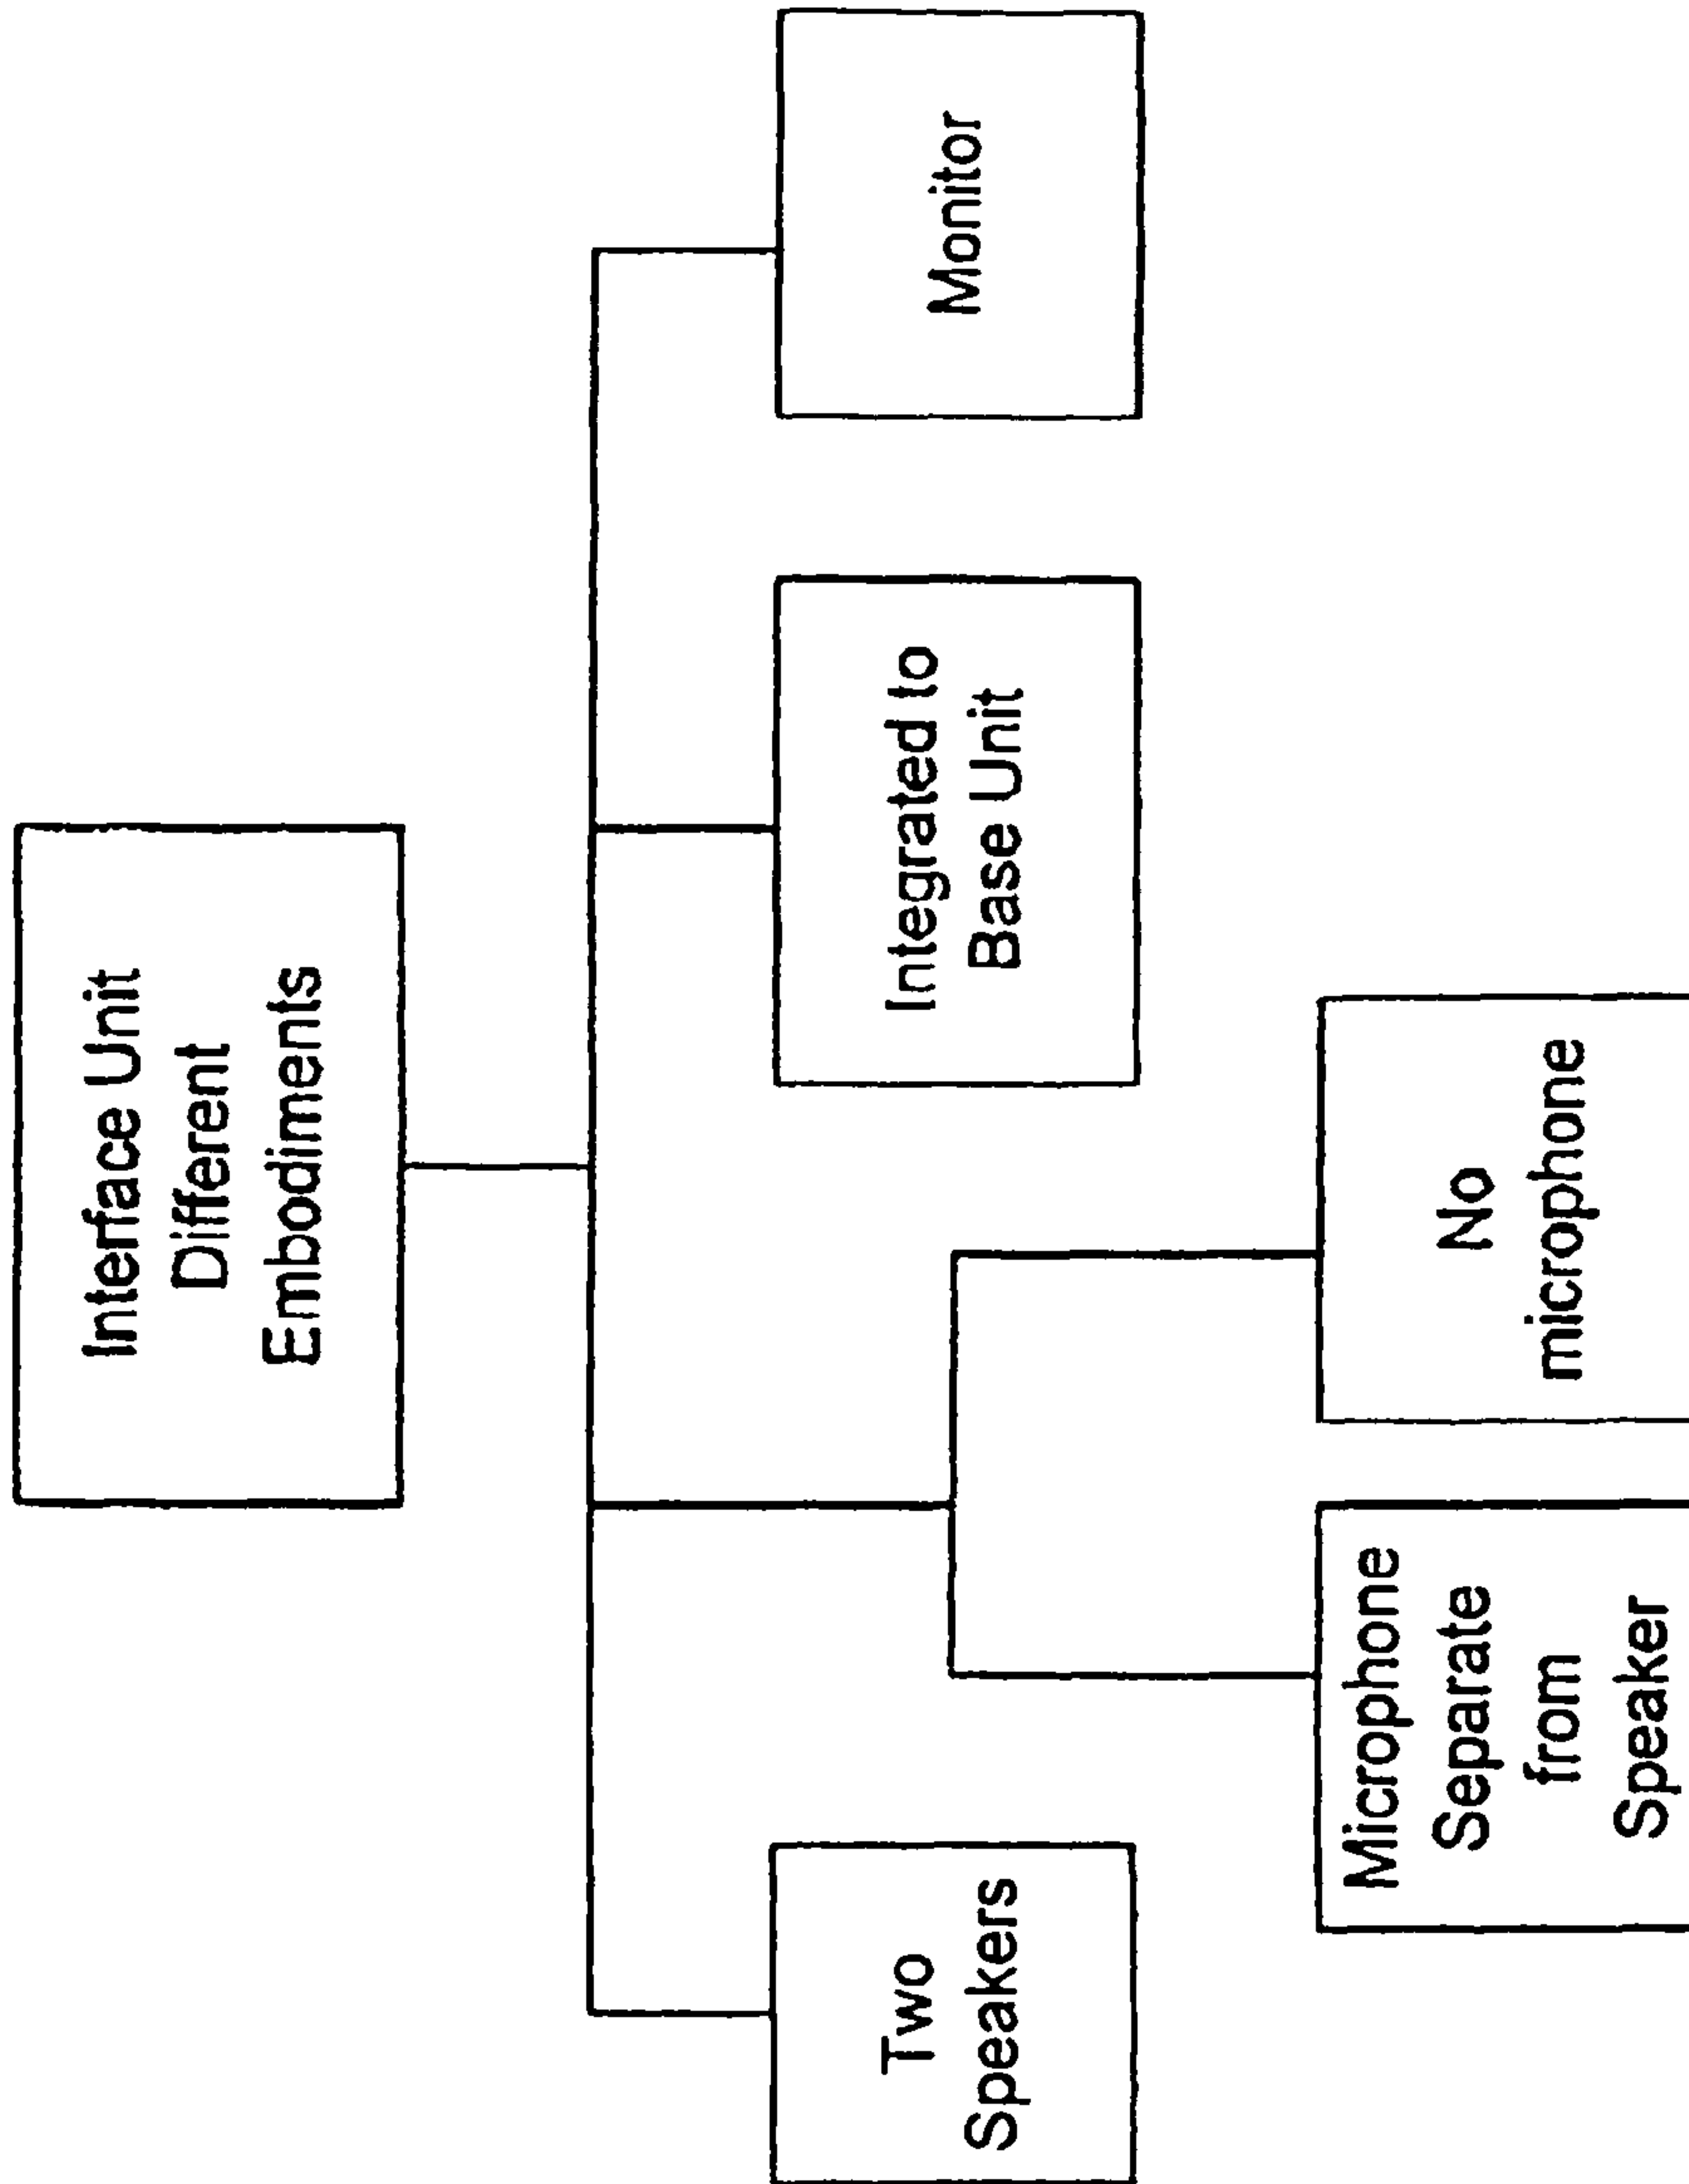 Interface Unit
Different
Embodiments
Two
Speakers
Microphone
Separate
from
Speaker
No
microphone
Integrated to
Base Unit
Monitor